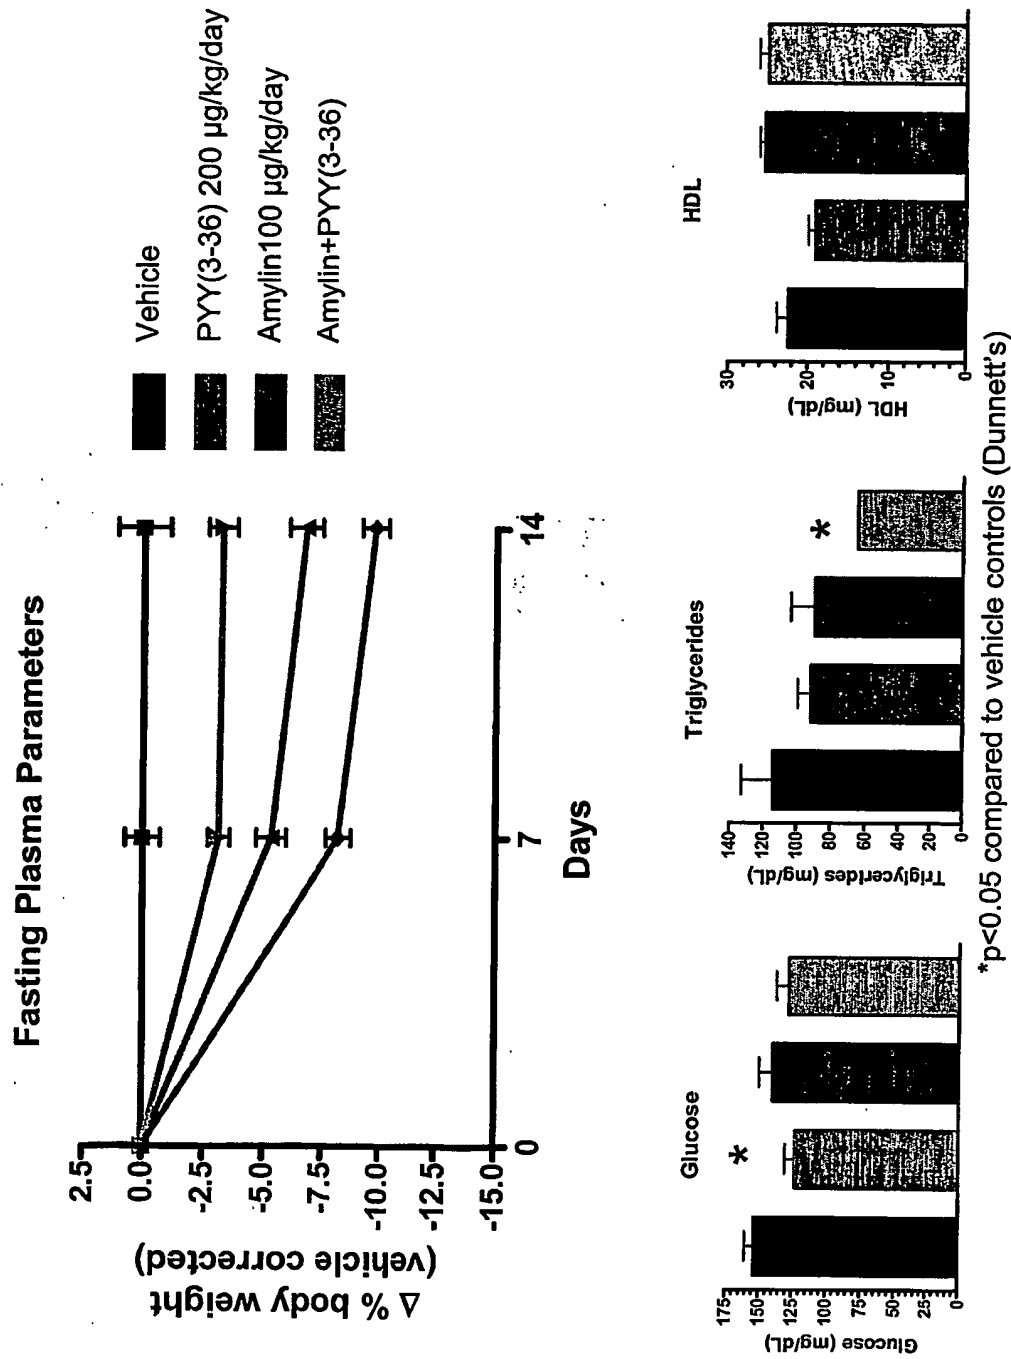 Fasting Plasma Parameters
Δ % body weight
(vehicle corrected)
2.5
0.0
-2.5
-5.0
-7.5
-10.0
-15.0
0
7
14
Days
Vehicle
PYY(3-36) 200 µg/kg/day
Amylin100 µg/kg/day
Amylin+PYY(3-36)
Glucose
Glucose (mg/dL)
175
150
125
100
75
50
25
0
*
Triglycerides
Triglycerides (mg/dL)
140
120
100
80
60
40
20
0
*
HDL
HDL (mg/dL)
30
20
10
0
*p<0.05 compared to vehicle controls (Dunnett's)